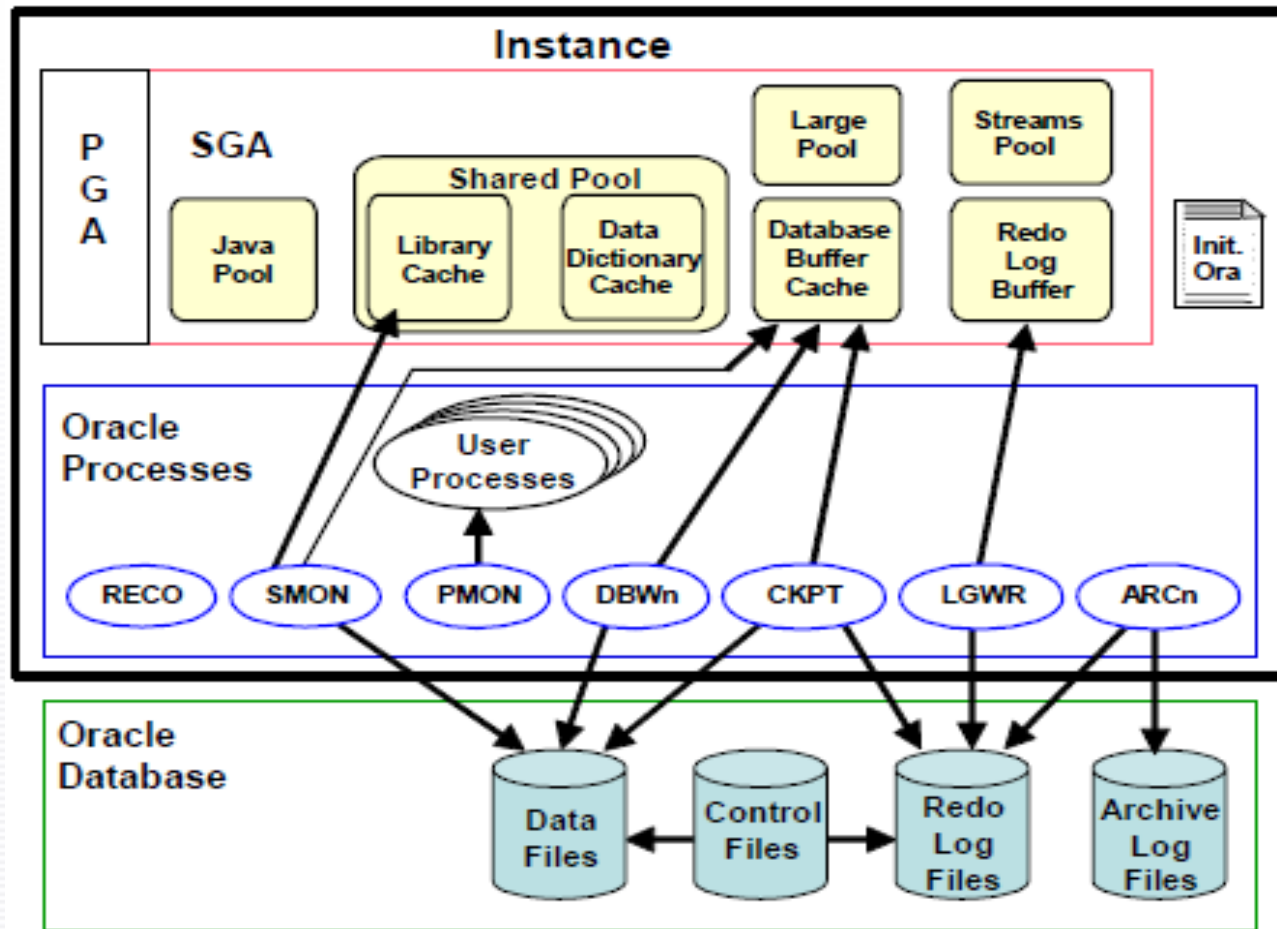 Instance
P
G
A
SGA
Java
Pool
Shared Pool
Library
Cache
Data
Dictionary
Cache
Large
Pool
Database
Buffer
Cache
Streams
Pool
Redo
Log
Buffer
Init.
Ora
Oracle
Processes
User
Processes
RECO
SMON
PMON
DBWn
CKPT
LGWR
ARCn
Oracle
Database
Data
Files
Control
Files
Redo
Log
Files
Archive
Log
Files